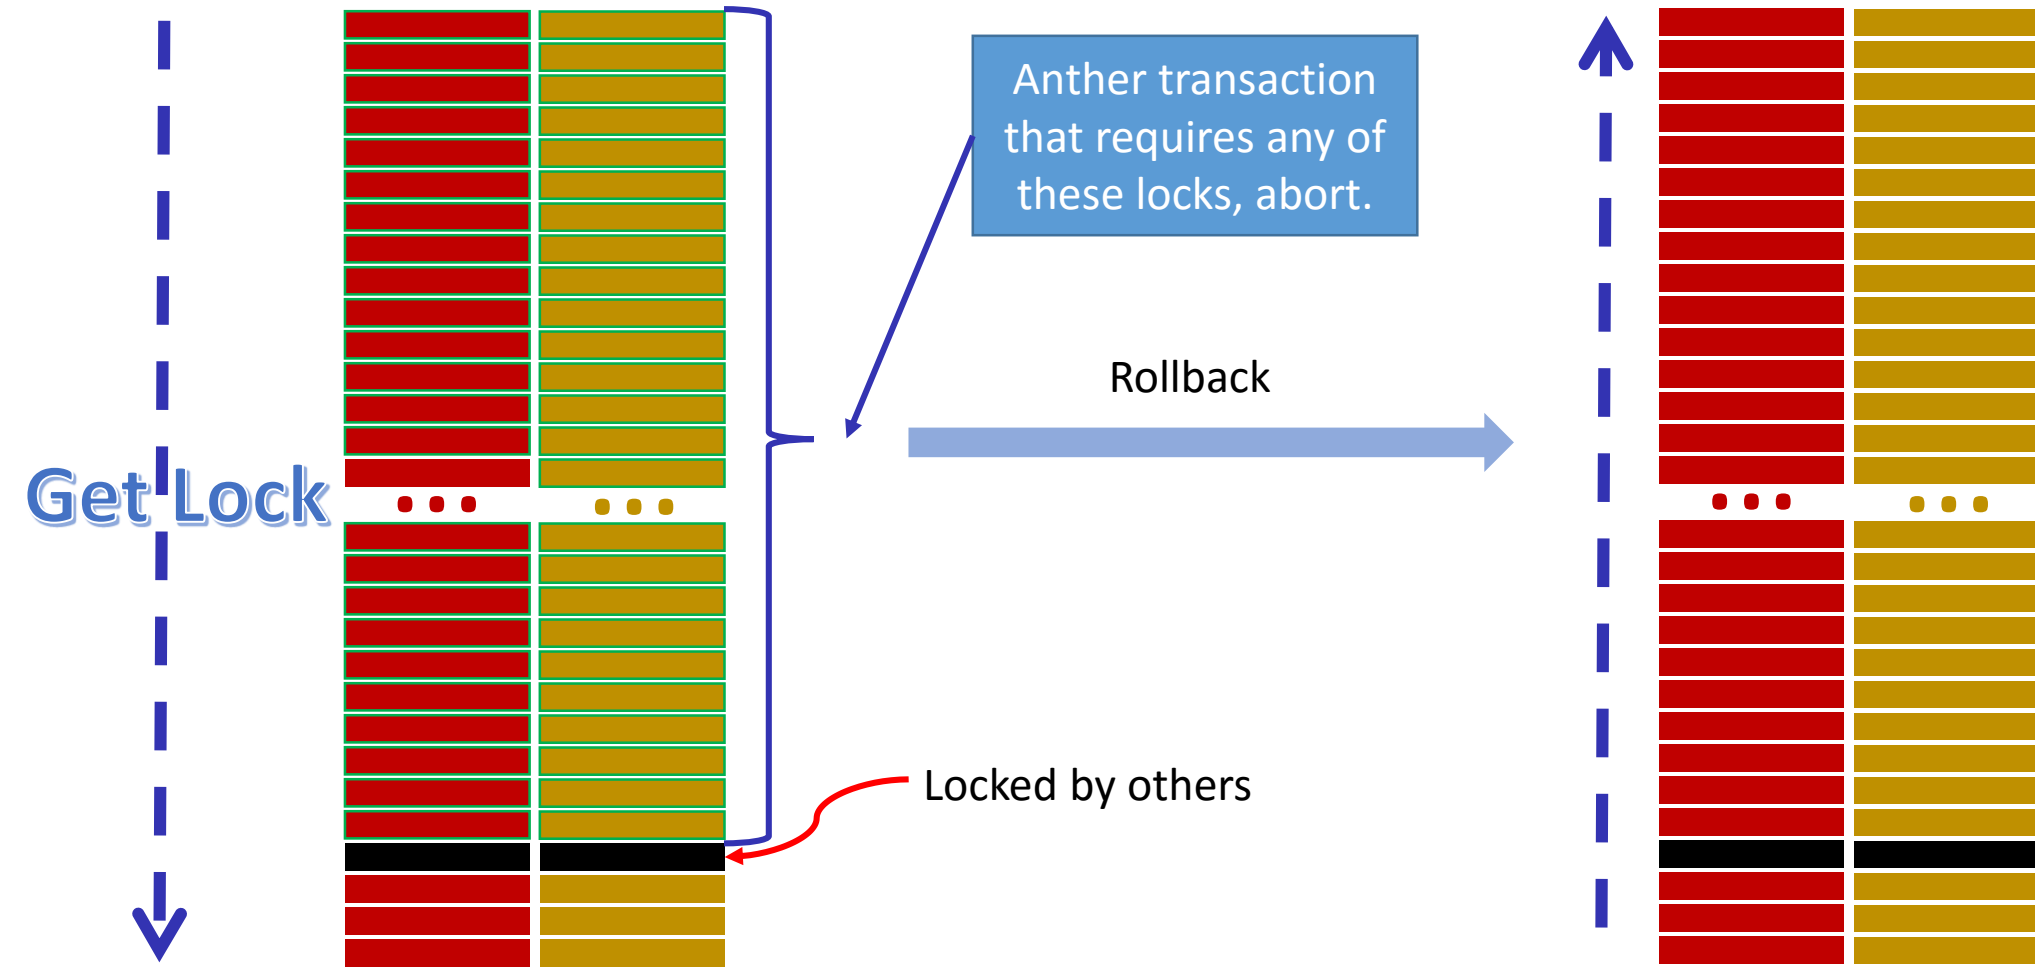 Anther transaction
that requires any of
these locks, abort.
Rollback
Get Lock
Locked by others